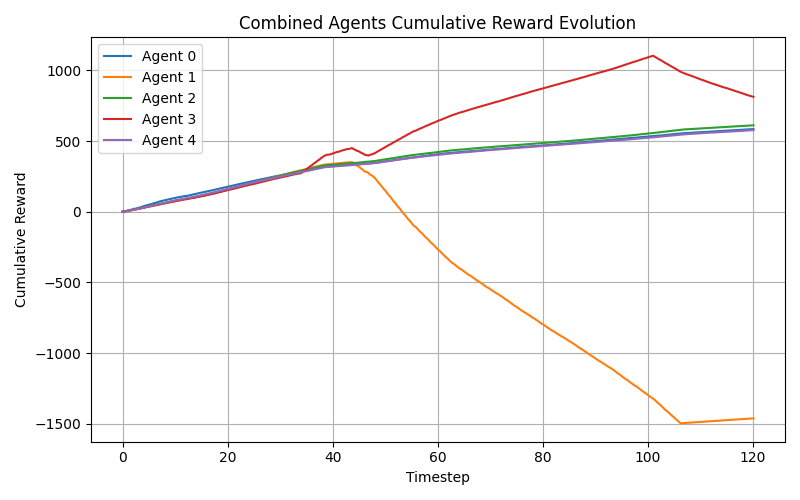 Combined Agents Cumulative Reward Evolution
Agent 0
Agent 1
Agent 2
Agent 3
Agent 4
Cumulative Reward
1000
500
0
−500
−1000
−1500
0 20 40 60 80 100 120
Timestep